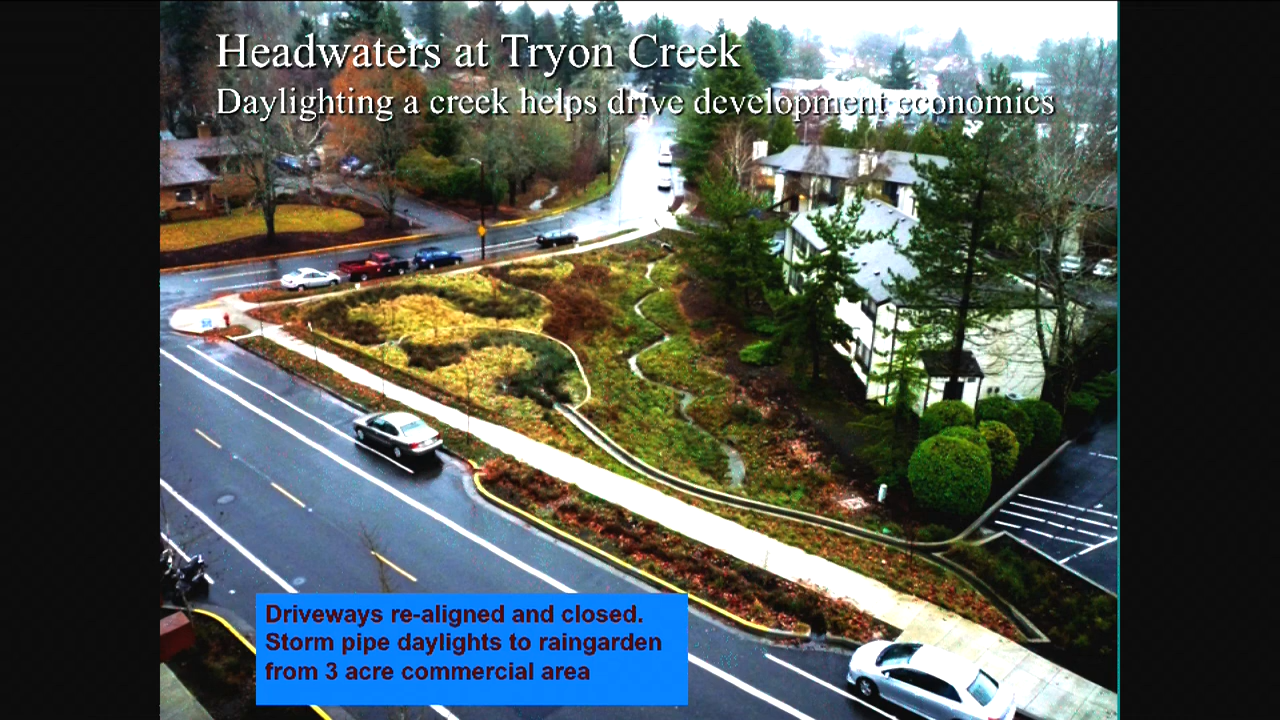 Headwaters at Tryon Creek
Daylighting a creek helps drive development economics
Driveways re-aligned and closed.
Storm pipe daylights to raingarden
from 3 acre commercial area